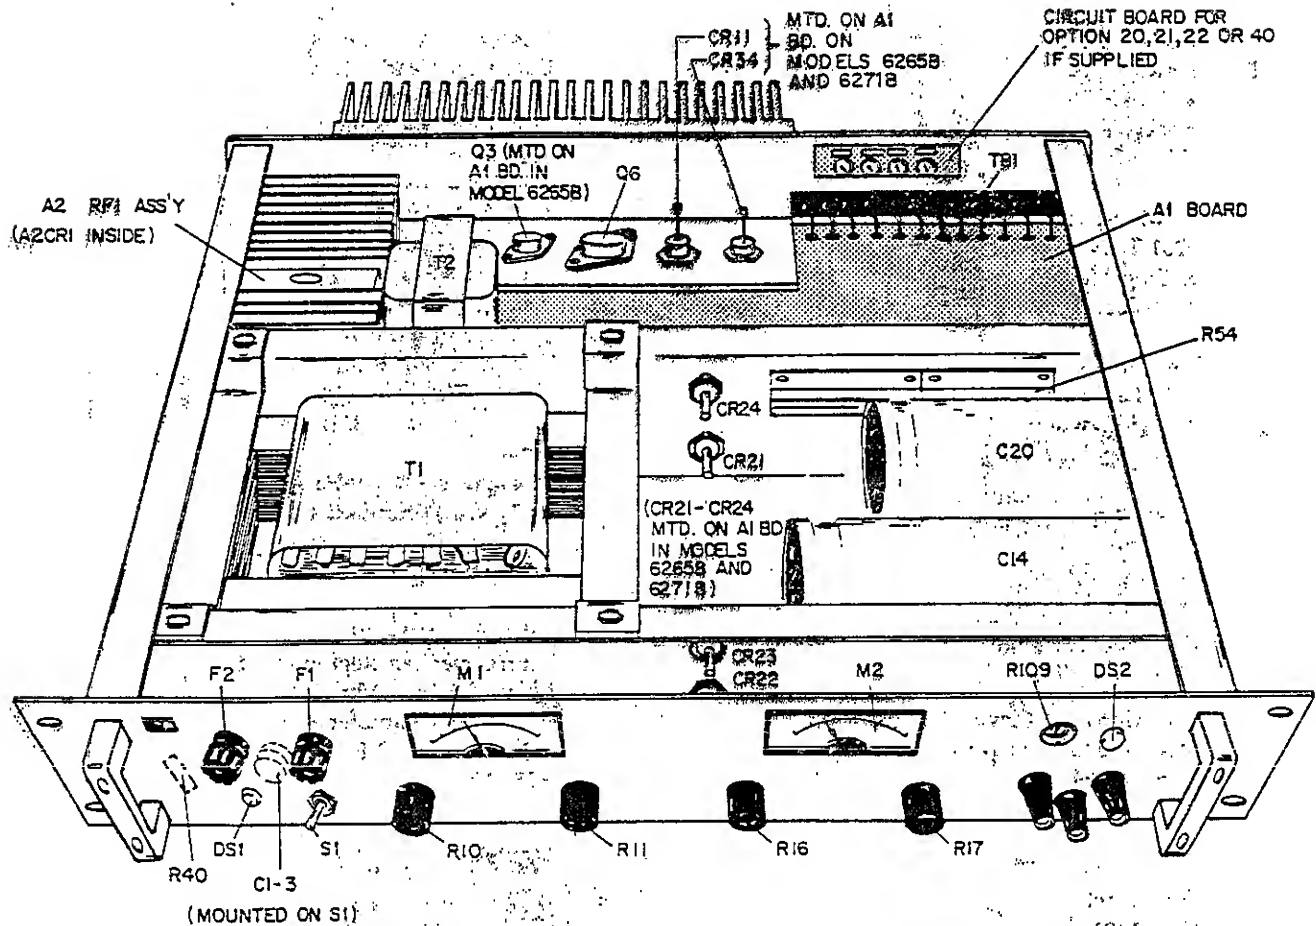 CR11
CR34
MTD. ON A1
BD. ON
MODELS 6265B
AND 6271B
CIRCUIT BOARD FOR
OPTION 20,21,22 OR 40
IF SUPPLIED
Q3 (MTD ON
A1 BD. IN
MODEL 6265B)
Q6
TB1
A2 RFI ASS'Y
(A2CR1 INSIDE)
A1 BOARD
T2
R54
CR24
CR21
C20
T1
(CR21-CR24
MTD. ON A1 BD
IN MODELS
6265B AND
6271B)
C14
CR23
CR22
F2
F1
M1
M2
R109
DS2
DS1
S1
R10
R11
R16
R17
R40
C1-3
(MOUNTED ON S1)